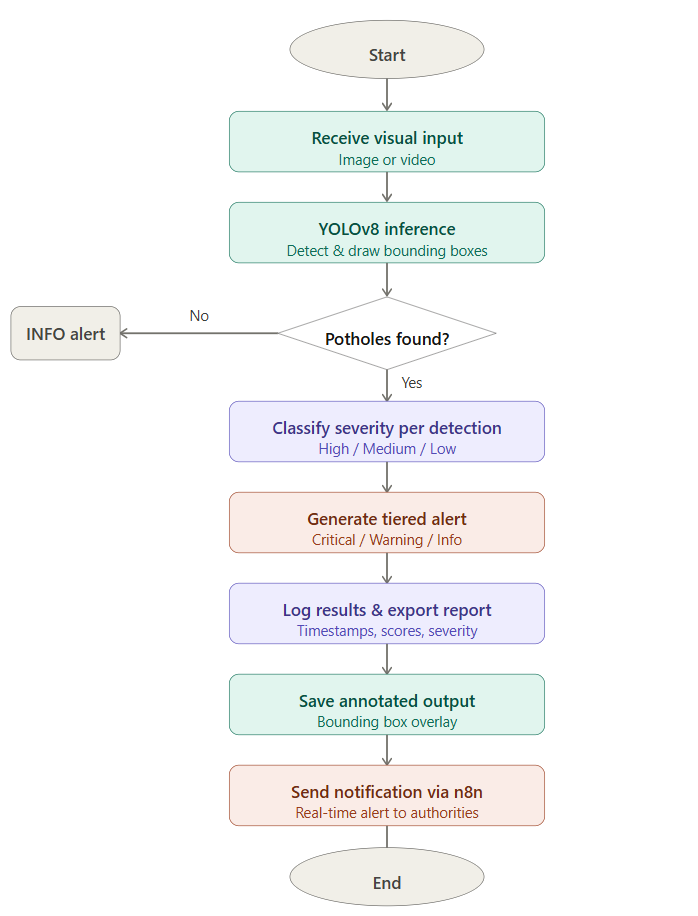 Start
Receive visual input
Image or video
YOLOv8 inference
Detect & draw bounding boxes
Potholes found?
No
INFO alert
Yes
Classify severity per detection
High / Medium / Low
Generate tiered alert
Critical / Warning / Info
Log results & export report
Timestamps, scores, severity
Save annotated output
Bounding box overlay
Send notification via n8n
Real-time alert to authorities
End